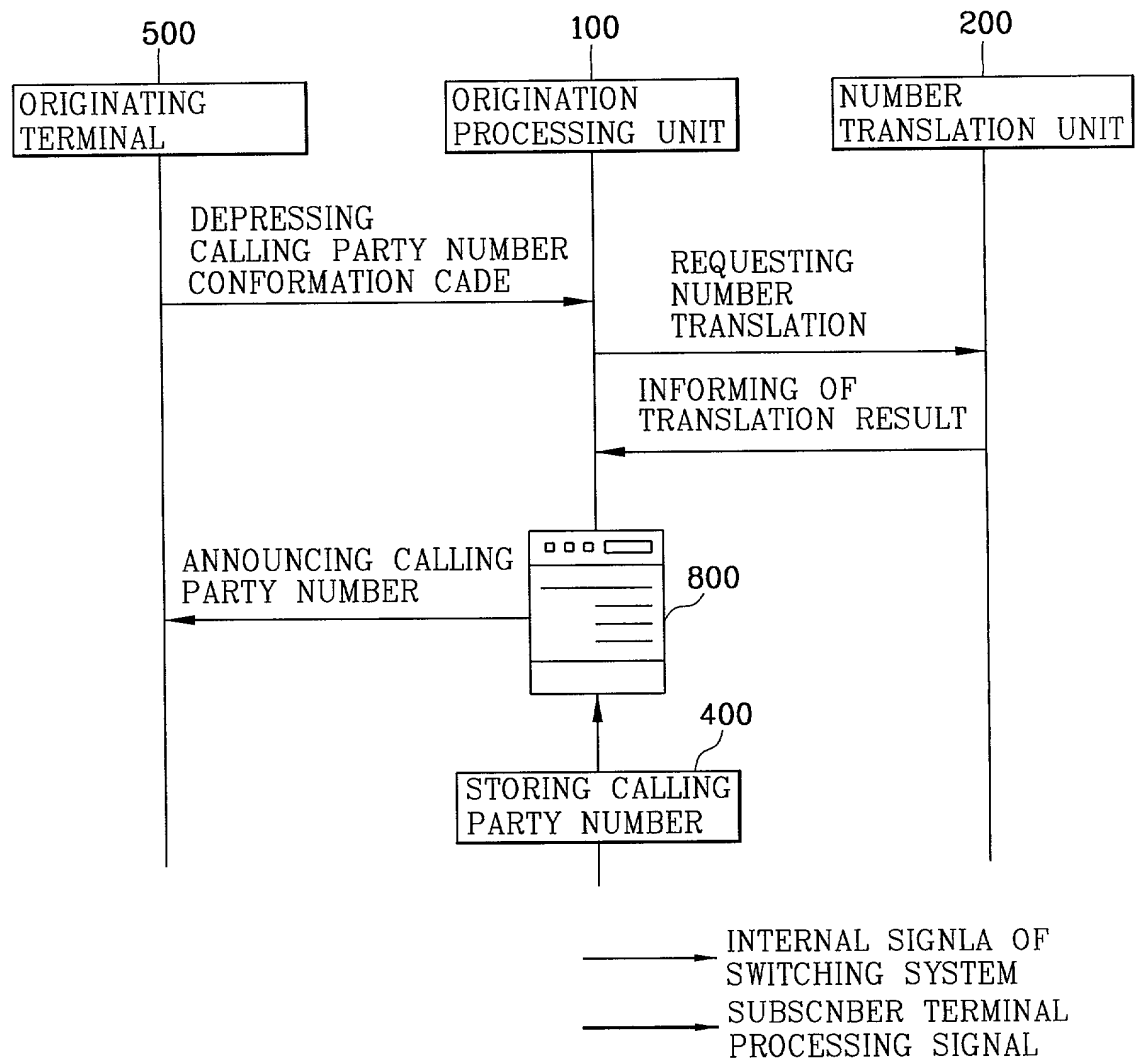 500
100
200
ORIGINATING
TERMINAL
ORIGINATION
PROCESSING UNIT
NUMBER
TRANSLATION UNIT
DEPRESSING
CALLING PARTY NUMBER
CONFORMATION CADE
REQUESTING
NUMBER
TRANSLATION
INFORMING OF
TRANSLATION RESULT
ANNOUNCING CALLING
PARTY NUMBER
800
400
STORING CALLING
PARTY NUMBER
INTERNAL SIGNLA OF
SWITCHING SYSTEM
SUBSCNBER TERMINAL
PROCESSING SIGNAL